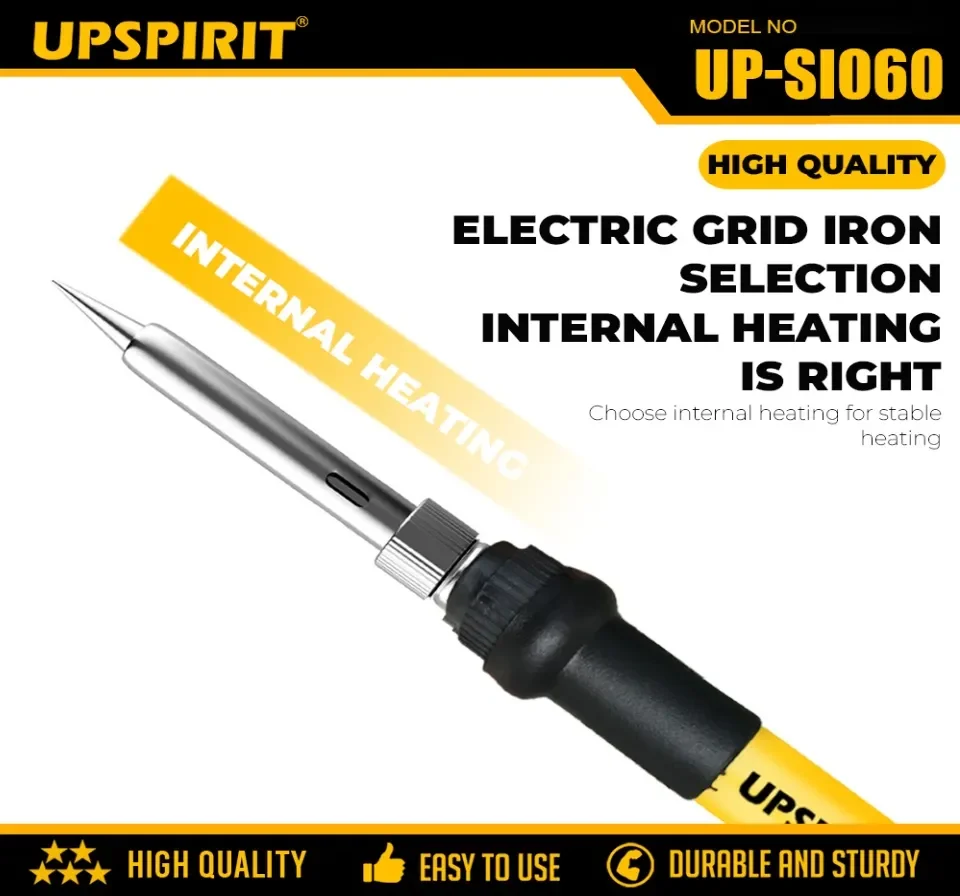 UPSPIRIT®
MODEL NO
UP-SI060
HIGH QUALITY
ELECTRIC GRID IRON
SELECTION
INTERNAL HEATING
IS RIGHT
Choose internal heating for stable
heating
INTERNAL HEATING
HIGH QUALITY
EASY TO USE
DURABLE AND STURDY